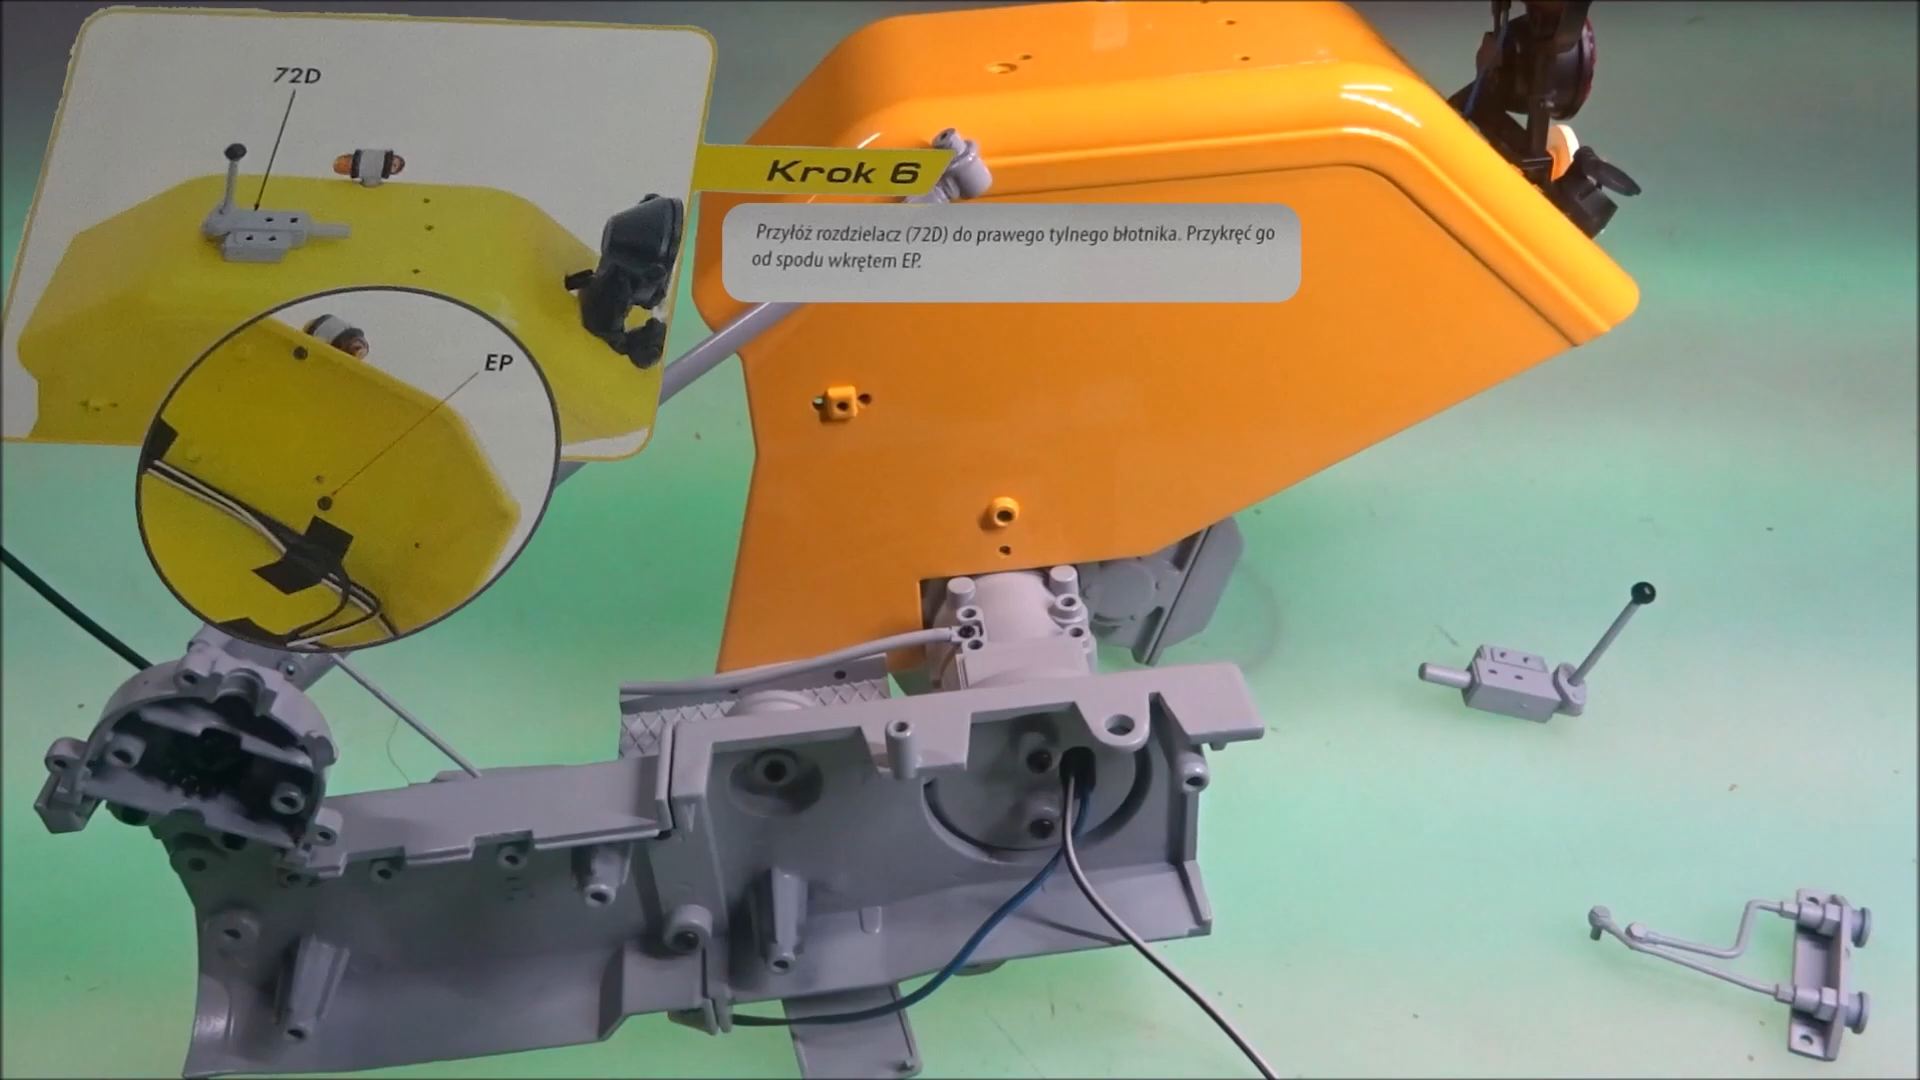 72D
Krok 6
Przyłóż rozdzielacz (72D) do prawego tylnego błotnika. Przykręć go
od spodu wkrętem EP.
EP